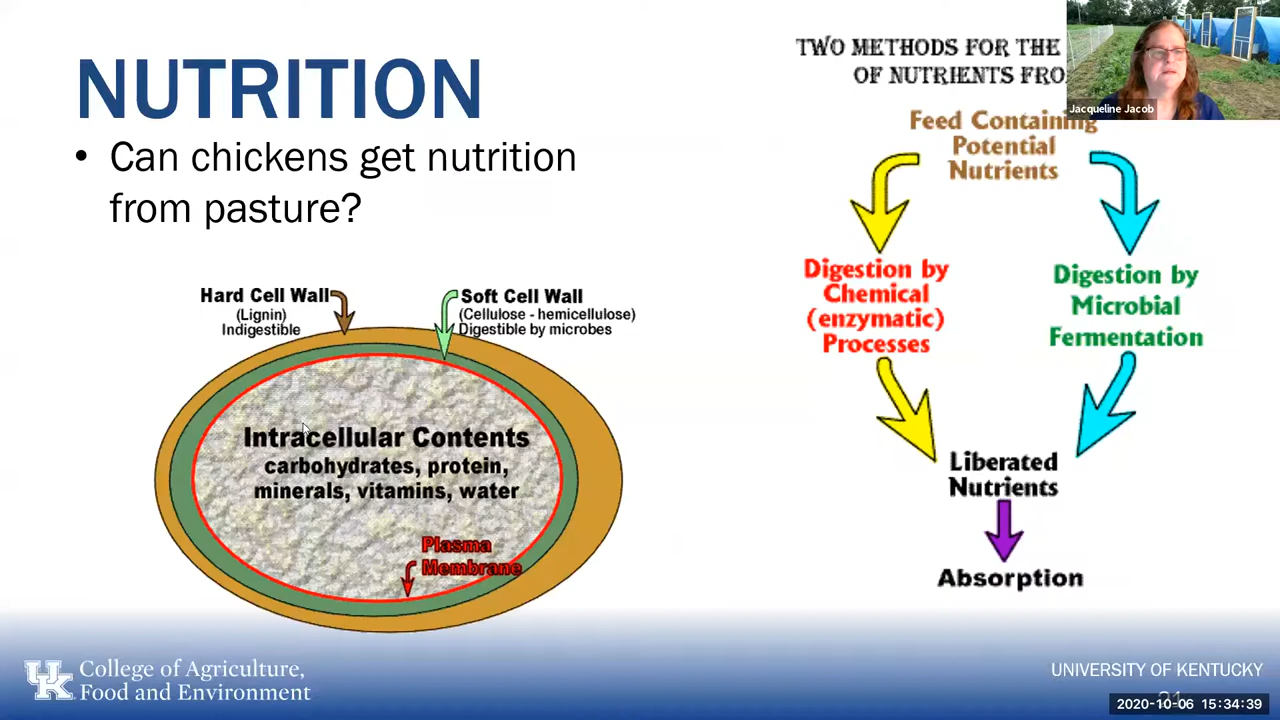 NUTRITION
• Can chickens get nutrition
from pasture?
Hard Cell Wall
(Lignin)
Indigestible
Soft Cell Wall
(Cellulose - hemicellulose)
Digestible by microbes
Intracellular Contents
carbohydrates, protein,
minerals, vitamins, water
Plasma
Membrane
TWO METHODS FOR THE
OF NUTRIENTS FRO
Jacqueline Jacob
Feed Containing
Potential
Nutrients
Digestion by
Chemical
(enzymatic)
Processes
Digestion by
Microbial
Fermentation
Liberated
Nutrients
Absorption
UK
College of Agriculture,
Food and Environment
UNIVERSITY OF KENTUCKY
2020-10-06 15:34:39